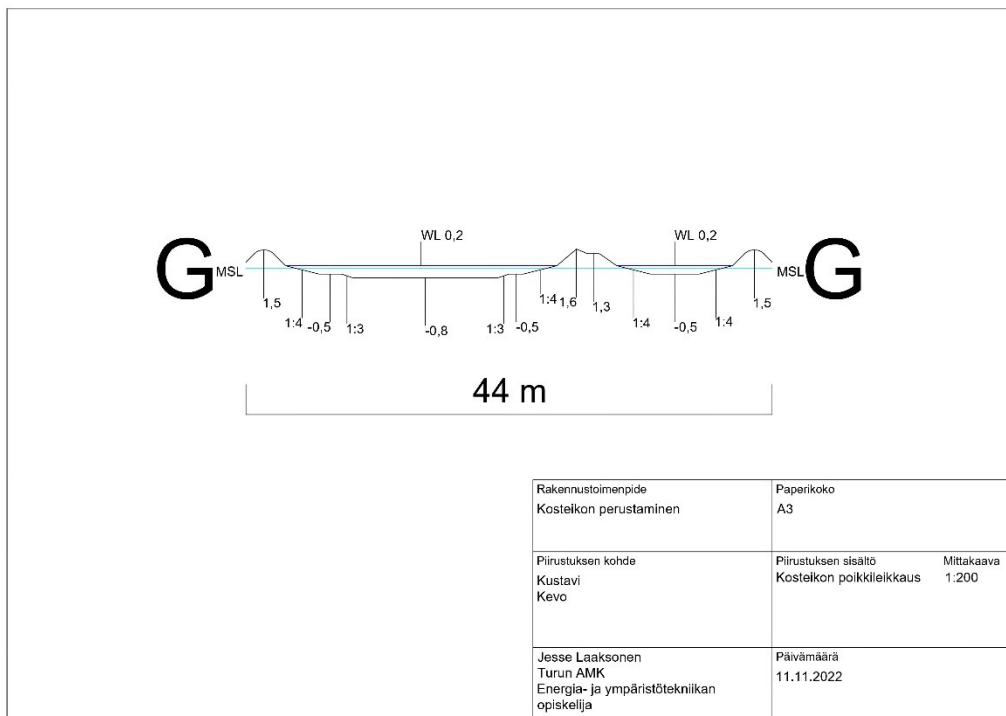 WL 0,2
WL 0,2
G
MSL
MSL
G
1,5
1:4
-0,5
1:3
-0,8
1:3
-0,5
1:4
1,6
1,3
1:4
-0,5
1:4
1,5
44 m
Rakennustoimenpide
Kosteikon perustaminen
Paperikoko
A3
Piirustuksen kohde
Kustavi
Kevo
Piirustuksen sisältö
Mittakaava
Kosteikon poikkileikkaus
1:200
Jesse Laaksonen
Turun AMK
Energia- ja ympäristötekniikan
opiskelija
Päivämäärä
11.11.2022